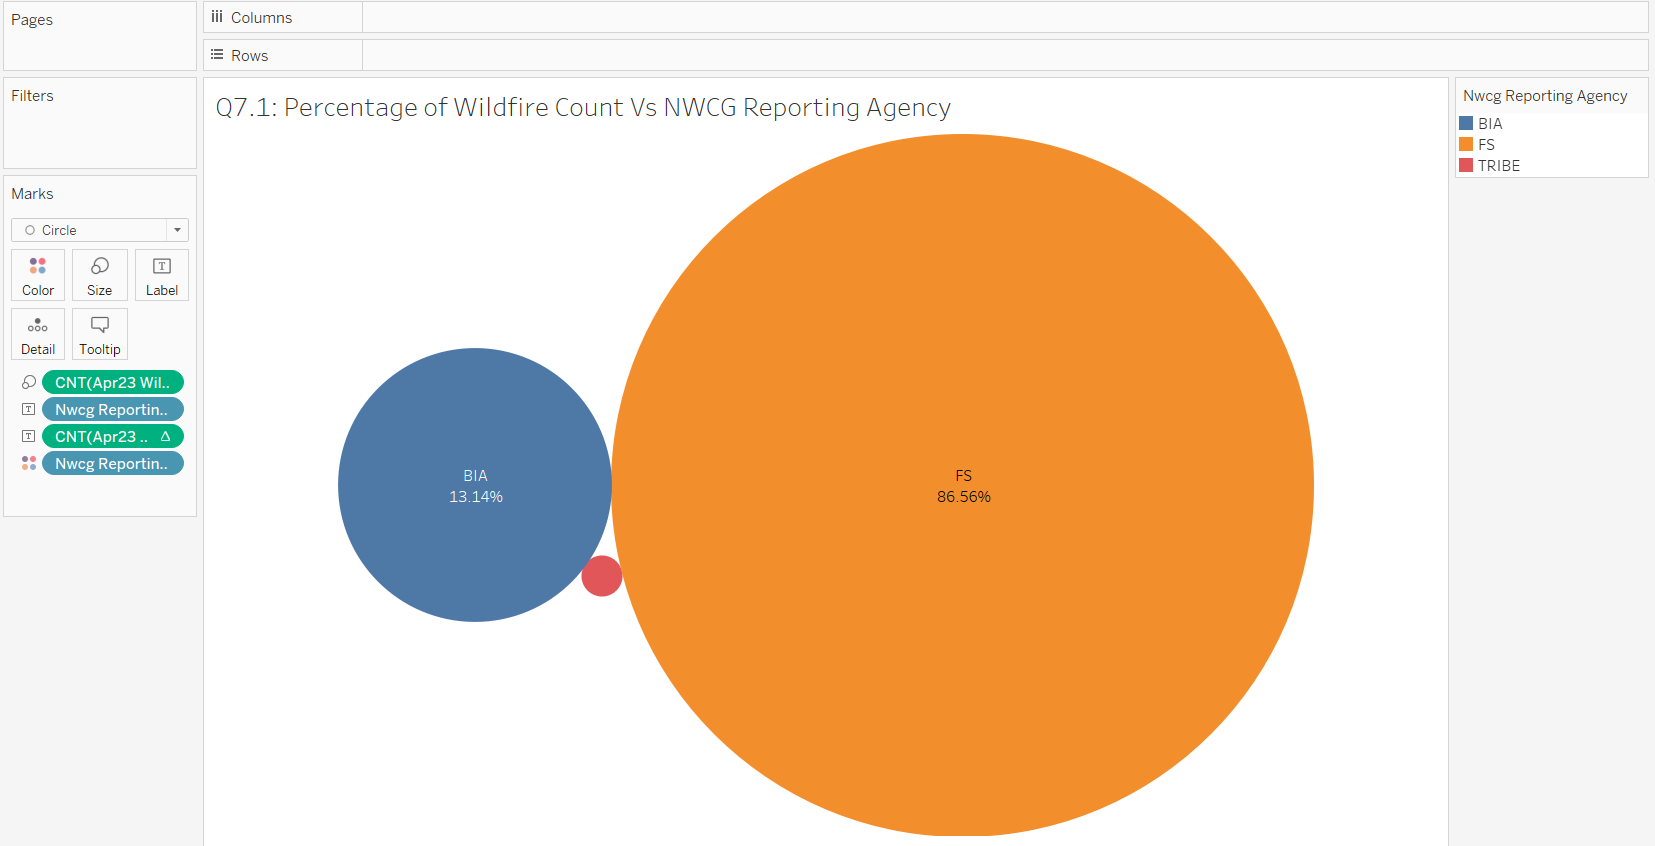 Pages
Columns
Rows
Filters
Marks
Circle
Color
Size
Label
Detail
Tooltip
CNT(Apr23 Wil..
Nwcg Reportin..
CNT(Apr23 ..
Nwcg Reportin..
Q7.1: Percentage of Wildfire Count Vs NWCG Reporting Agency
BIA
13.14%
FS
86.56%
Nwcg Reporting Agency
BIA
FS
TRIBE